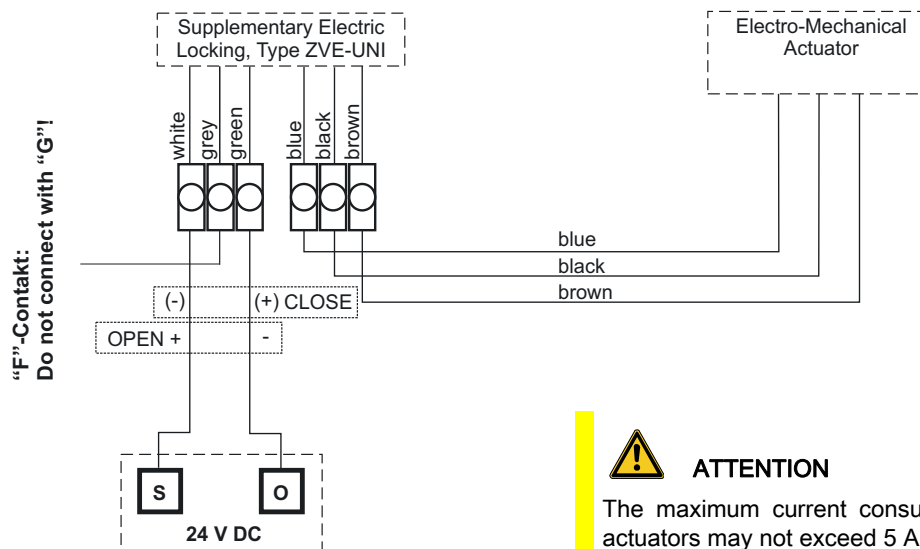 Supplementary Electric
Locking, Type ZVE-UNI
Electro-Mechanical
Actuator
white
grey
green
blue
black
brown
"F"-Contakt:
Do not connect with "G"!
blue
black
brown
(-)
(+) CLOSE
OPEN +
-
S
O
24 V DC
ATTENTION
The maximum current consu
actuators may not exceed 5 A